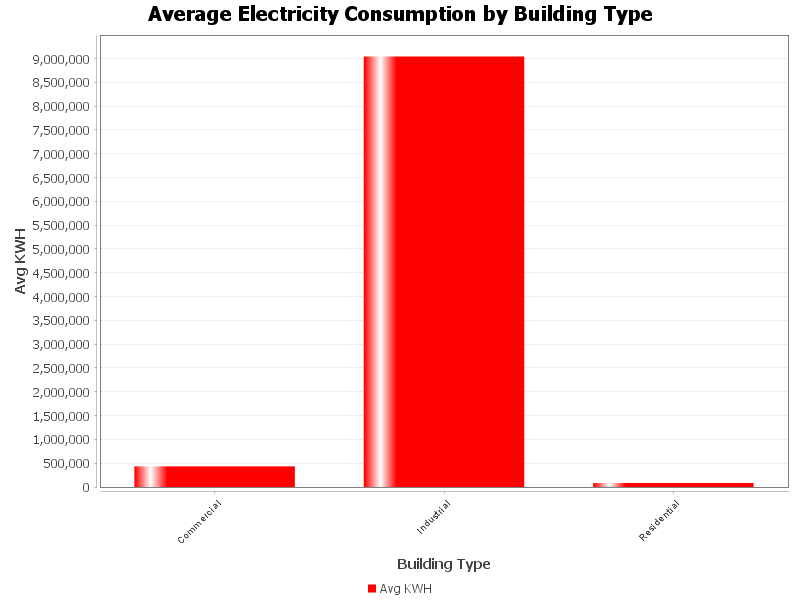 Average Electricity Consumption by Building Type
Avg KWH
9,000,000
8,500,000
8,000,000
7,500,000
7,000,000
6,500,000
6,000,000
5,500,000
5,000,000
4,500,000
4,000,000
3,500,000
3,000,000
2,500,000
2,000,000
1,500,000
1,000,000
500,000
0
Commercial
Industrial
Residential
Building Type
Avg KWH